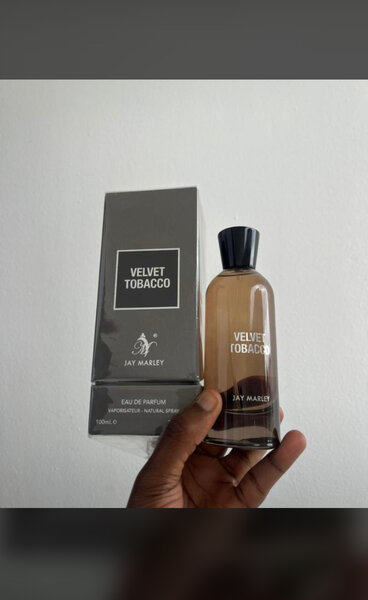 VELVET
TOBACCO
®
JAY MARLEY
EAU DE PARFUM
VAPORISATEUR - NATURAL SPRAY
100ml. e
VELVET
TOBACCO
JAY MARLEY